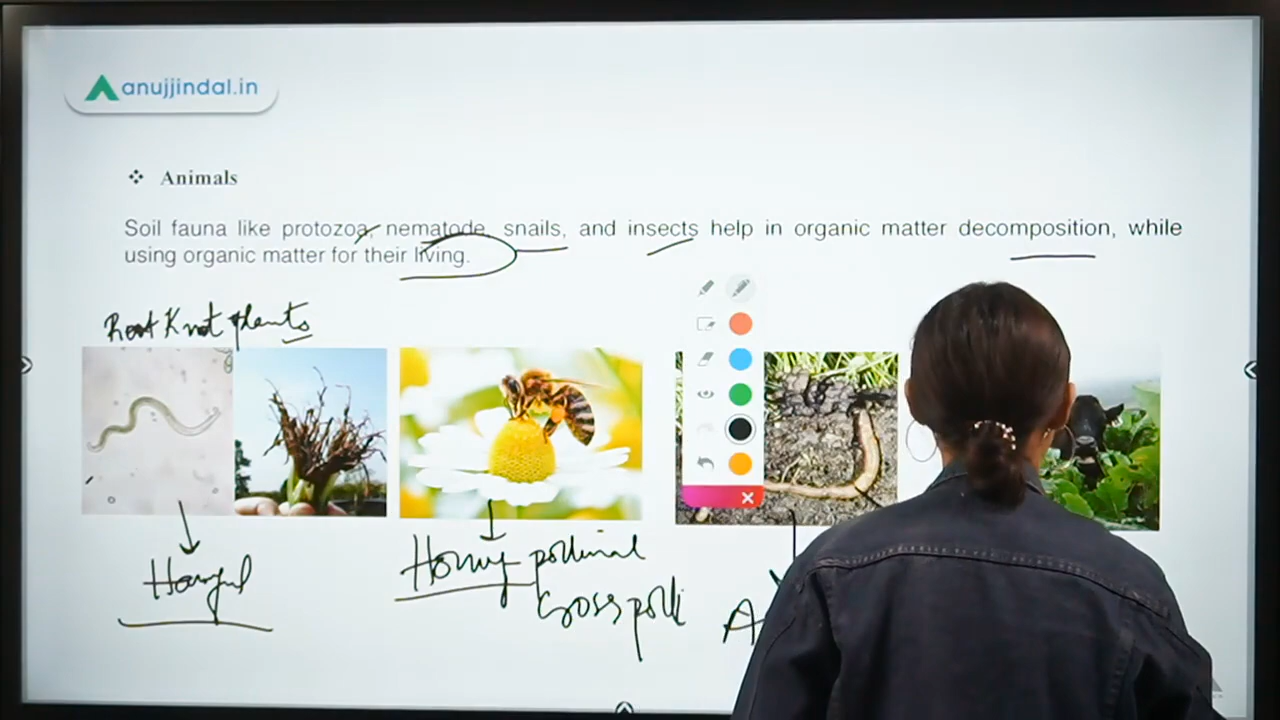 anujjindal.in
❖ Animals
Soil fauna like protozoa, nematode, snails, and insects help in organic matter decomposition, while
using organic matter for their living.
Root Knot plants
Harmful
Honey pollinat
Cross polli
A